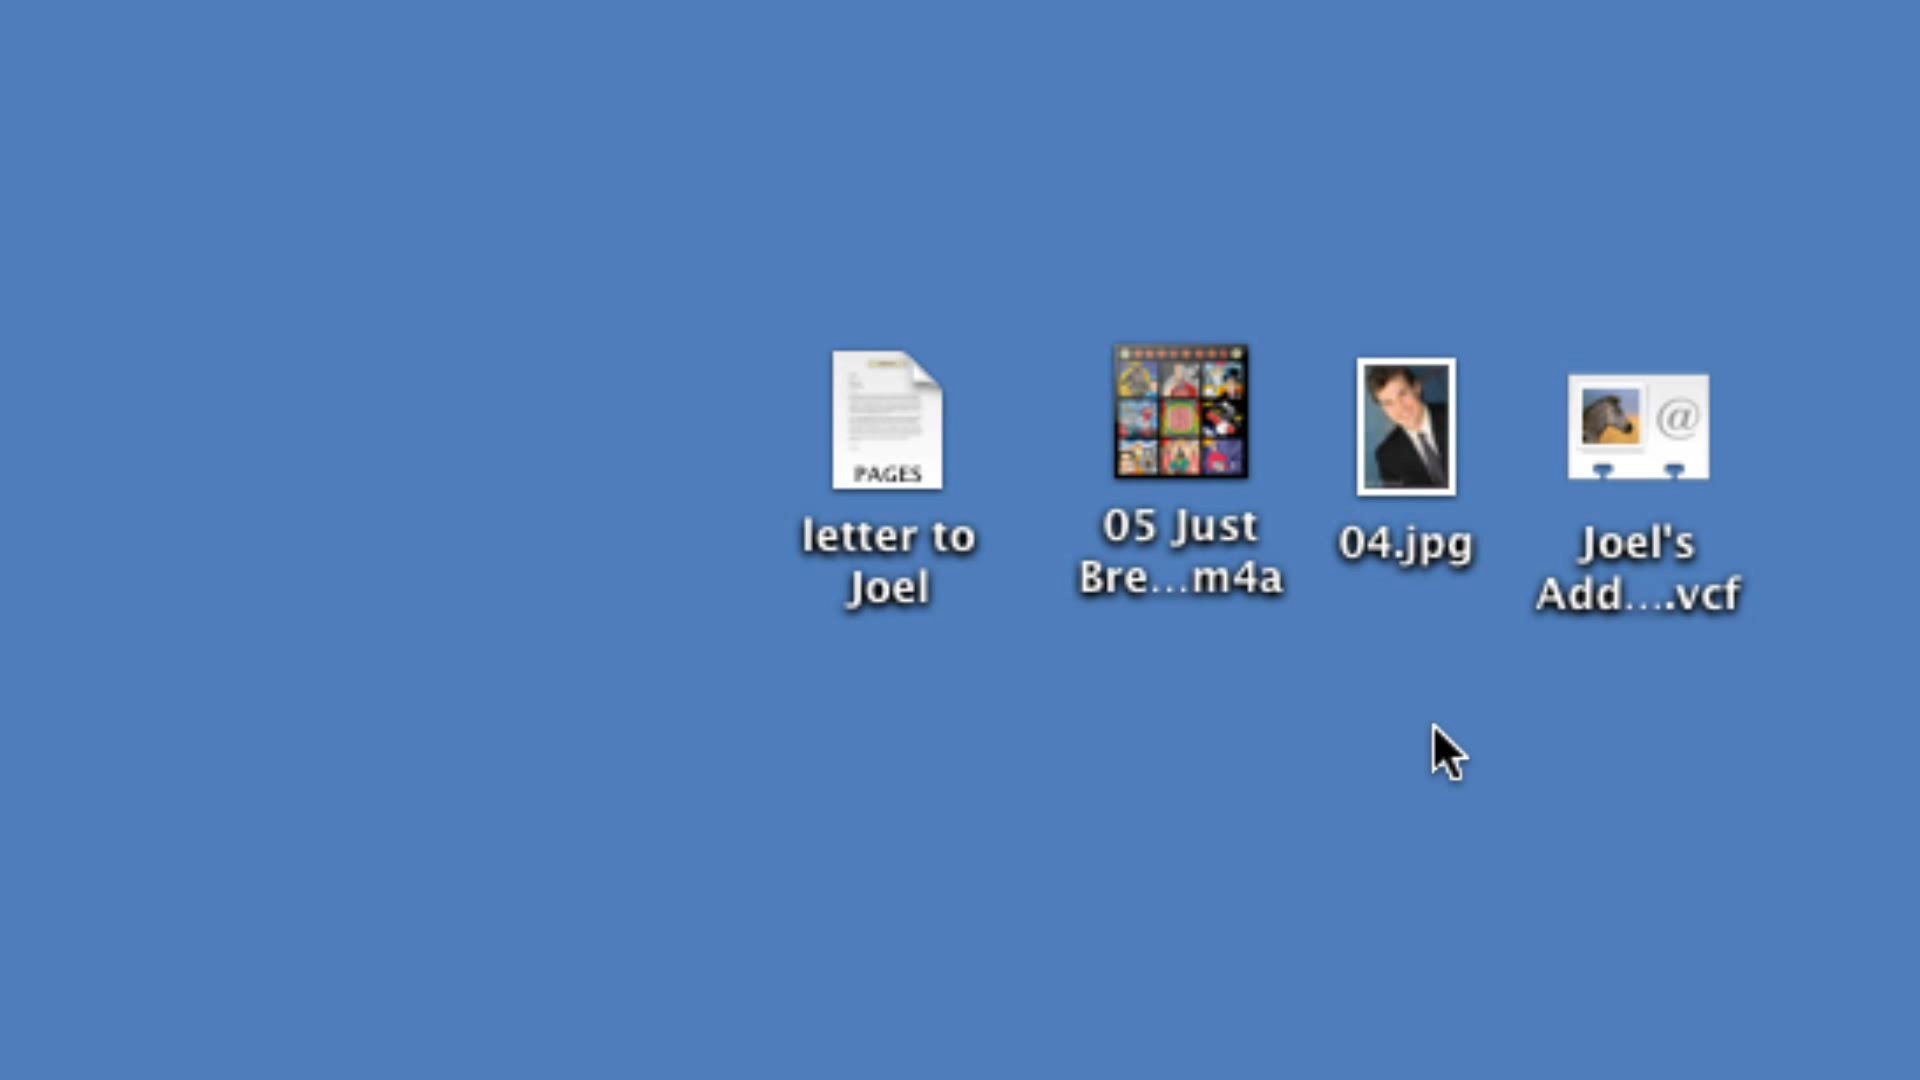 PAGES
letter to
Joel
05 Just
Bre...m4a
04.jpg
@
Joel's
Add....vcf